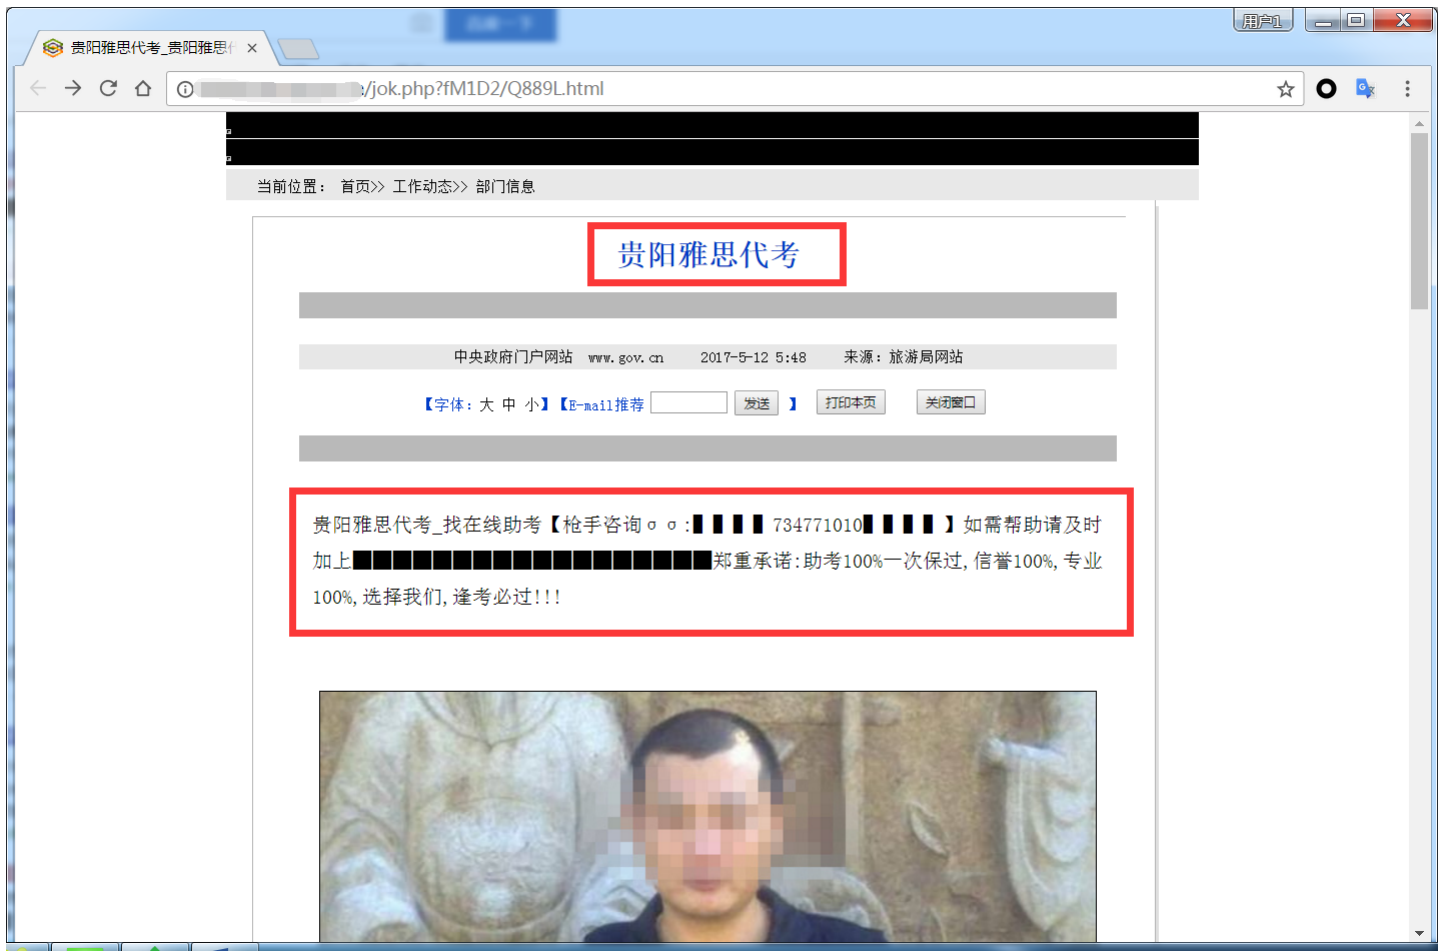 用户1
贵阳雅思代考_贵阳雅思代
/jok.php?fM1D2/Q889L.html
当前位置： 首页>> 工作动态>> 部门信息
贵阳雅思代考
中央政府门户网站 www.gov.cn 2017-5-12 5:48 来源：旅游局网站
【字体：大 中 小】【E-mail推荐 发送 】 打印本页 关闭窗口
贵阳雅思代考_找在线助考【枪手咨询σσ:▌▌▌▌734771010▌▌▌▌】如需帮助请及时
加上■■■■■■■■■■■■■■■■■■郑重承诺:助考100%一次保过,信誉100%,专业
100%,选择我们,逢考必过!!!